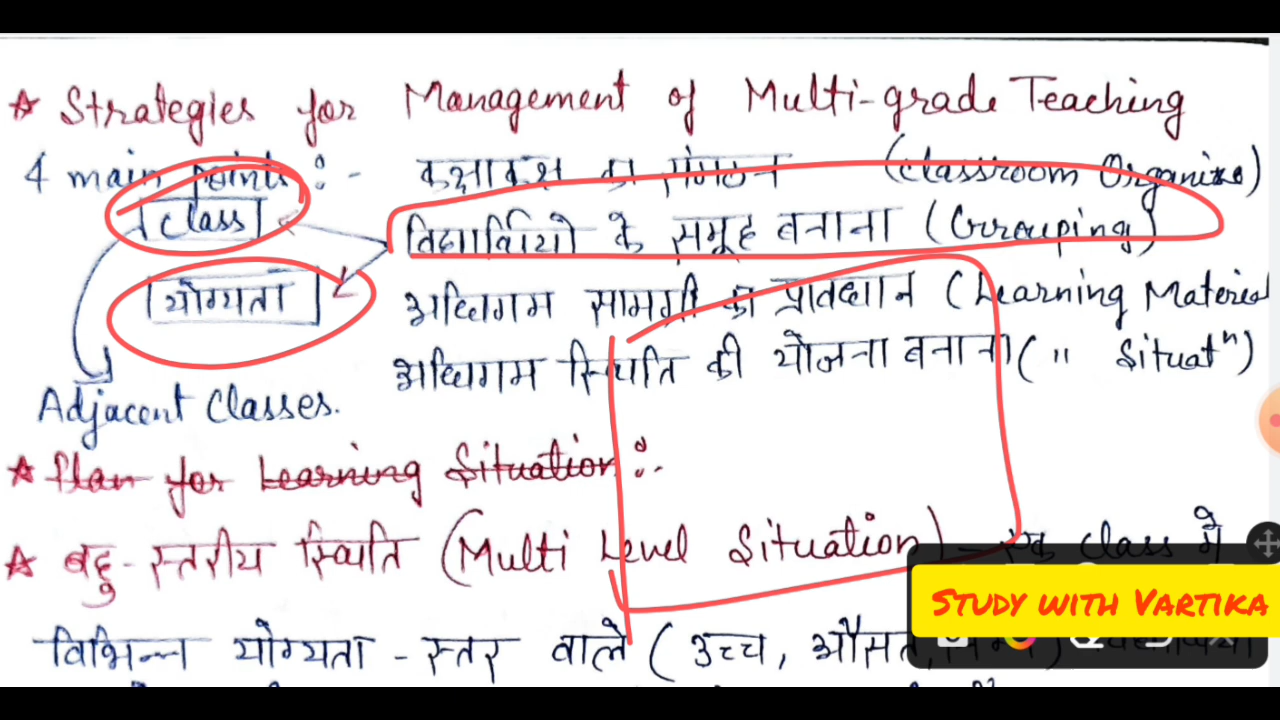 ★ Strategies for Management of Multi-grade Teaching
4 main points :- कक्षाकक्ष का संगठन (Classroom Organize)
class विद्यार्थियो के समूह बनाना (Grouping)
योग्यता अधिगम सामग्री का प्रावधान (Learning Material
अधिगम स्थिति की योजना बनाना (" Situatⁿ)
Adjacent Classes.
★ Plan for Learning Situation :-
★ बहु-स्तरीय स्थिति (Multi Level Situation) - एक class में
STUDY WITH VARTIKA
विभिन्न योग्यता - स्तर वाले (उच्च, औसत,